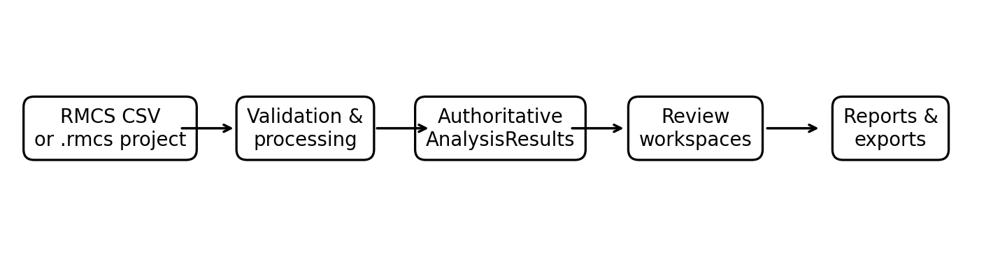 RMCS CSV
or .rmcs project
Validation &
processing
Authoritative
AnalysisResults
Review
workspaces
Reports &
exports